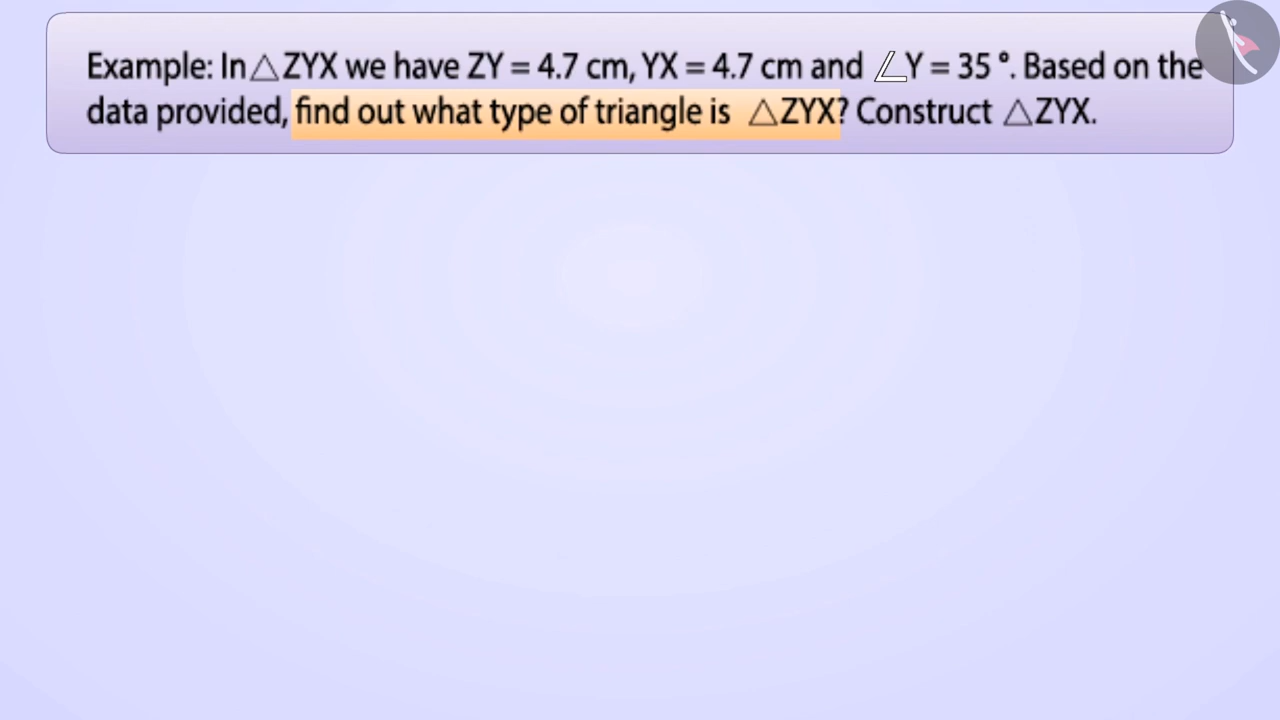 Example: In △ZYX we have ZY = 4.7 cm, YX = 4.7 cm and ∠Y = 35 °. Based on the
data provided, find out what type of triangle is △ZYX? Construct △ZYX.